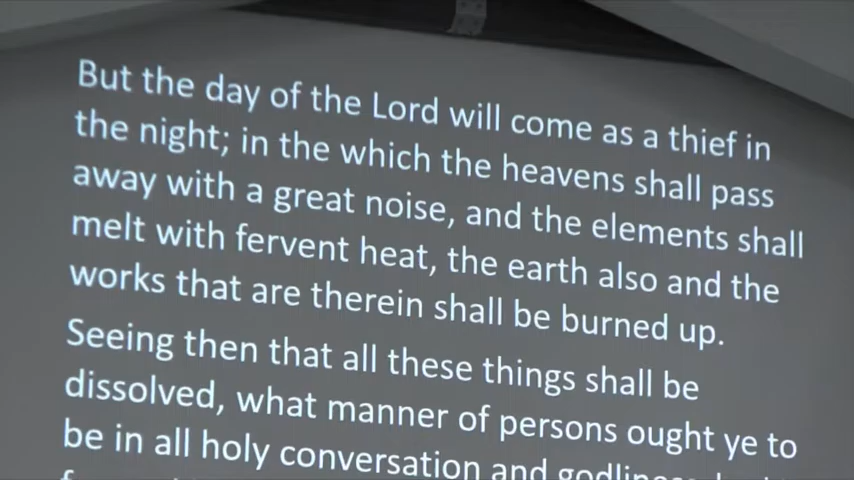 But the day of the Lord will come as a thief in
the night; in the which the heavens shall pass
away with a great noise, and the elements shall
melt with fervent heat, the earth also and the
works that are therein shall be burned up.
Seeing then that all these things shall be
dissolved, what manner of persons ought ye to
be in all holy conversation and